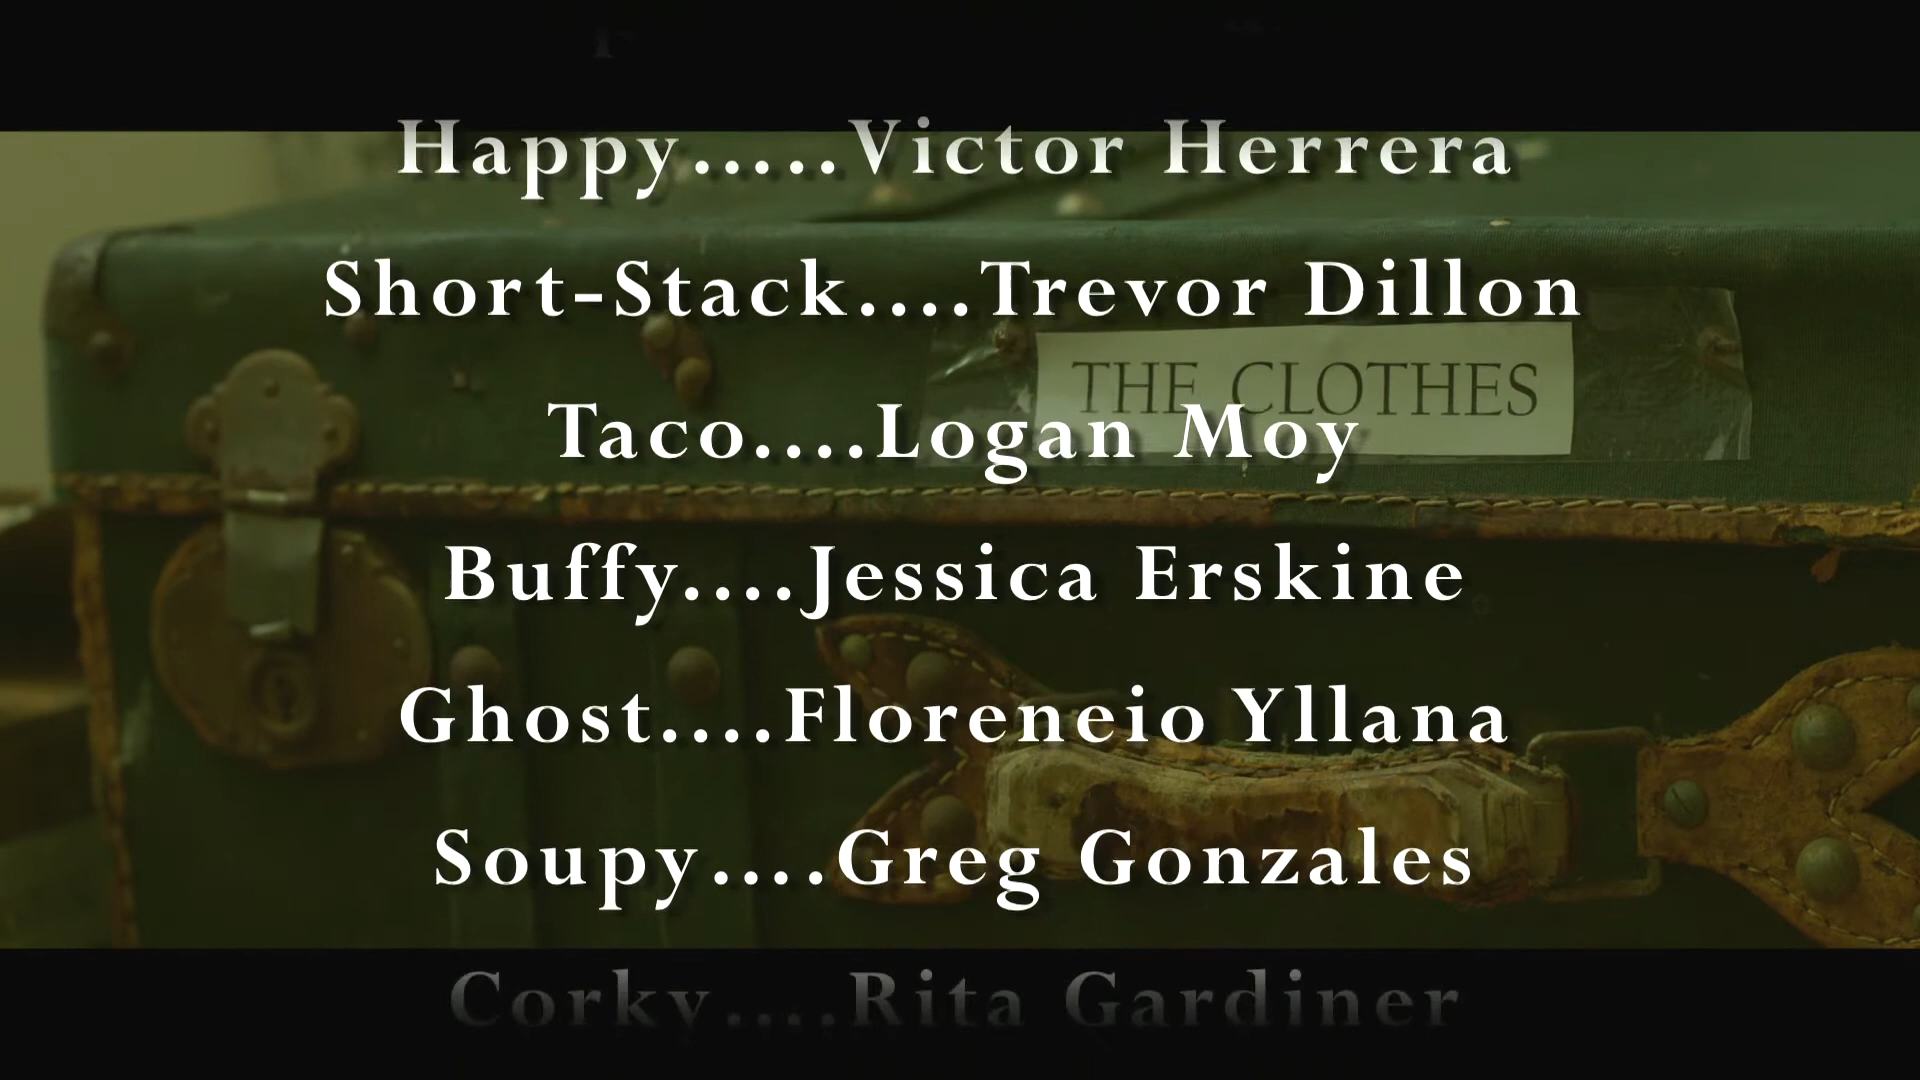 Happy.....Victor Herrera
Short-Stack....Trevor Dillon
THE CLOTHES
Taco....Logan Moy
Buffy....Jessica Erskine
Ghost....Floreneio Yllana
Soupy....Greg Gonzales
Corky....Rita Gardiner